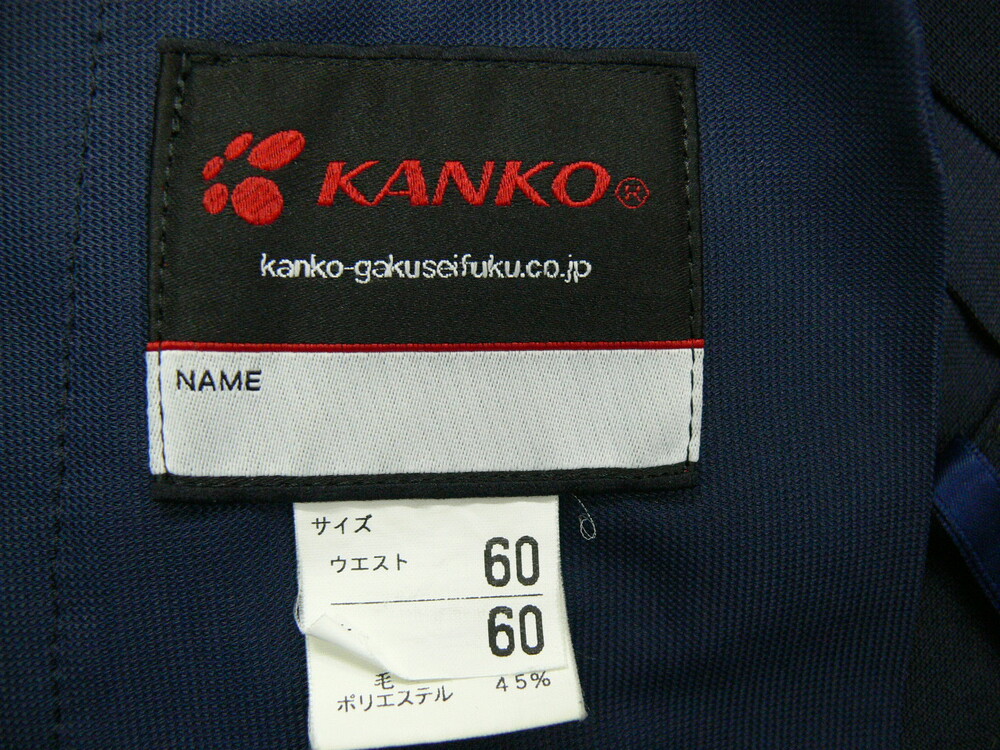 KANKO®
kanko-gakuseifuku.co.jp
NAME
サイズ
ウエスト 60
60
毛
ポリエステル 45%